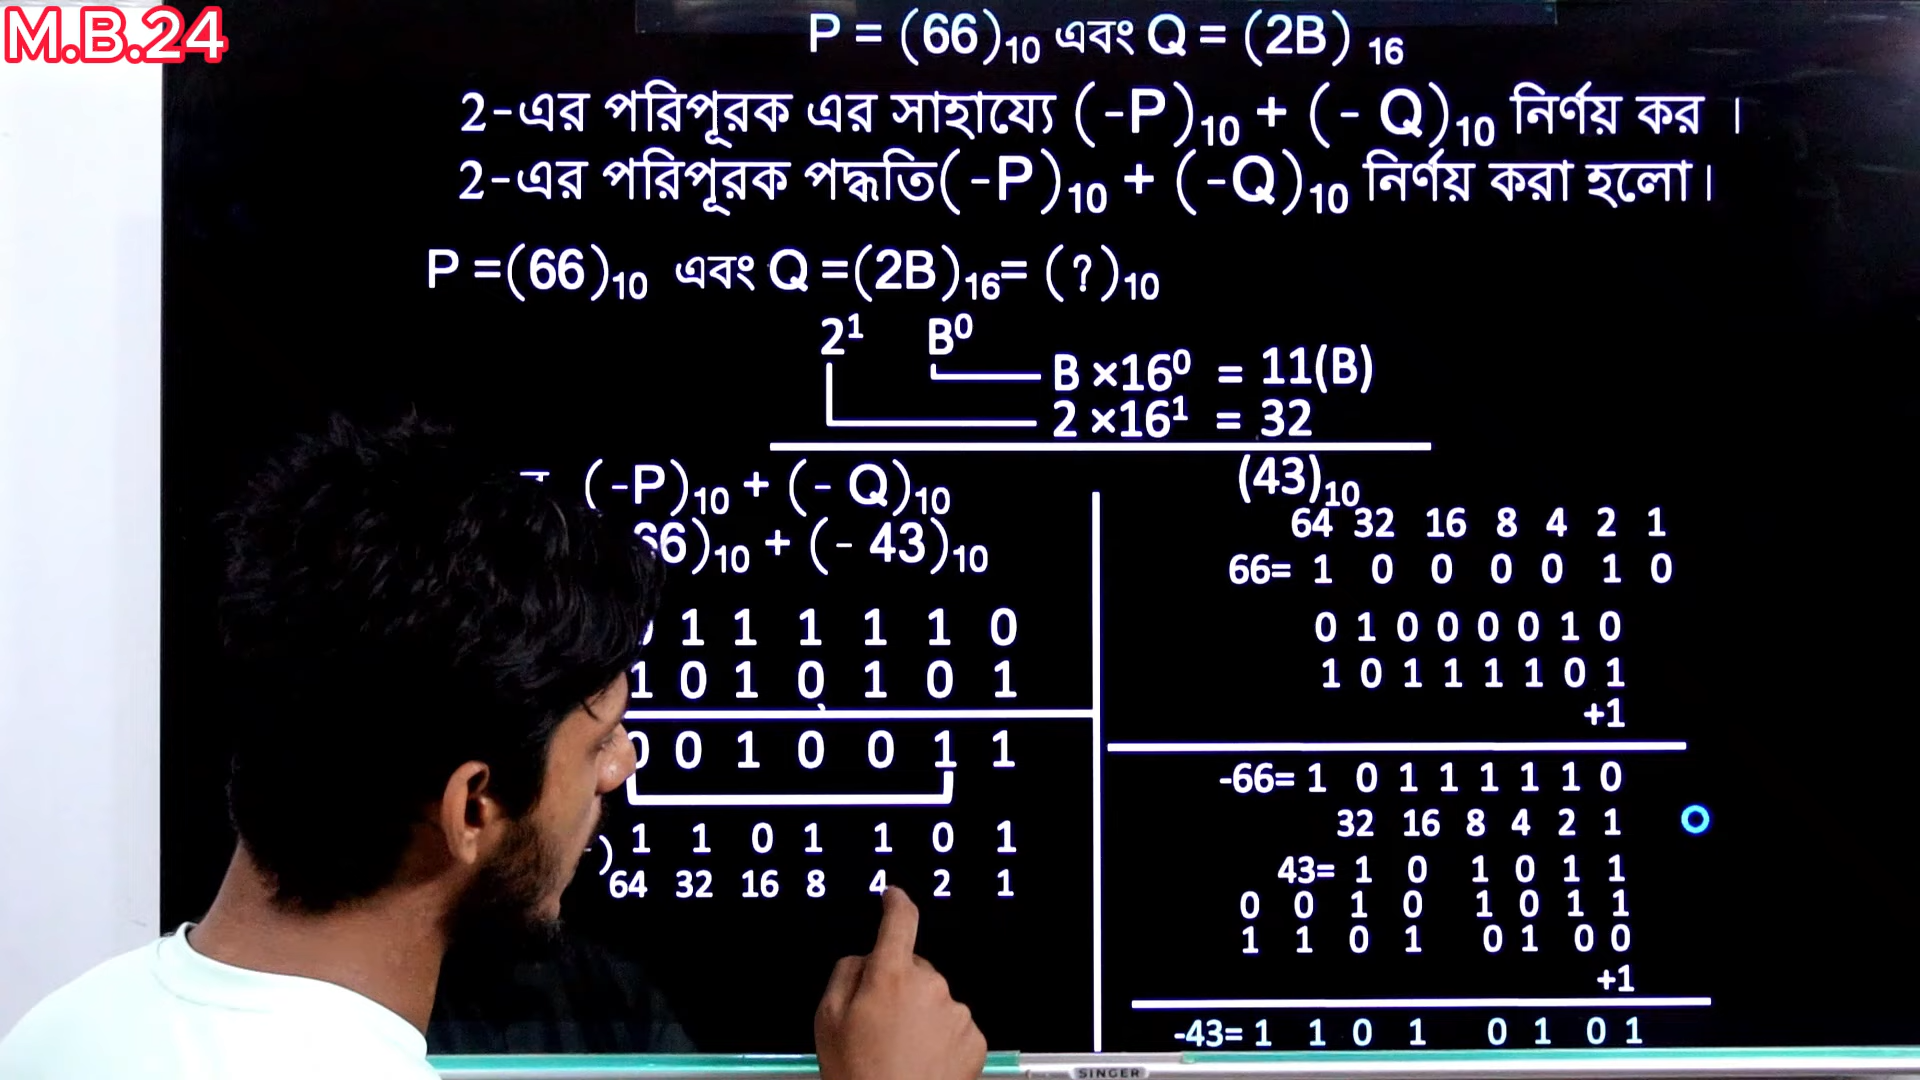 M.B.24
P = (66)₁₀ এবং Q = (2B) ₁₆
2-এর পরিপূরক এর সাহায্যে (-P)₁₀ + (- Q)₁₀ নির্ণয় কর ।
2-এর পরিপূরক পদ্ধতি(-P)₁₀ + (-Q)₁₀ নির্ণয় করা হলো।
P =(66)₁₀ এবং Q =(2B)₁₆= (?)₁₀
2¹ B⁰
B ×16⁰ = 11(B)
2 ×16¹ = 32
(43)₁₀
(-P)₁₀ + (- Q)₁₀
66)₁₀ + (- 43)₁₀
1 1 1 1 1 0
1 0 1 0 1 0 1
0 0 1 0 0 1 1
) 1 1 0 1 1 0 1
64 32 16 8 4 2 1
64 32 16 8 4 2 1
66= 1 0 0 0 0 1 0
0 1 0 0 0 0 1 0
1 0 1 1 1 1 0 1
+1
-66= 1 0 1 1 1 1 1 0
32 16 8 4 2 1
43= 1 0 1 0 1 1
0 0 1 0 1 0 1 1
1 1 0 1 0 1 0 0
+1
-43= 1 1 0 1 0 1 0 1
SINGER